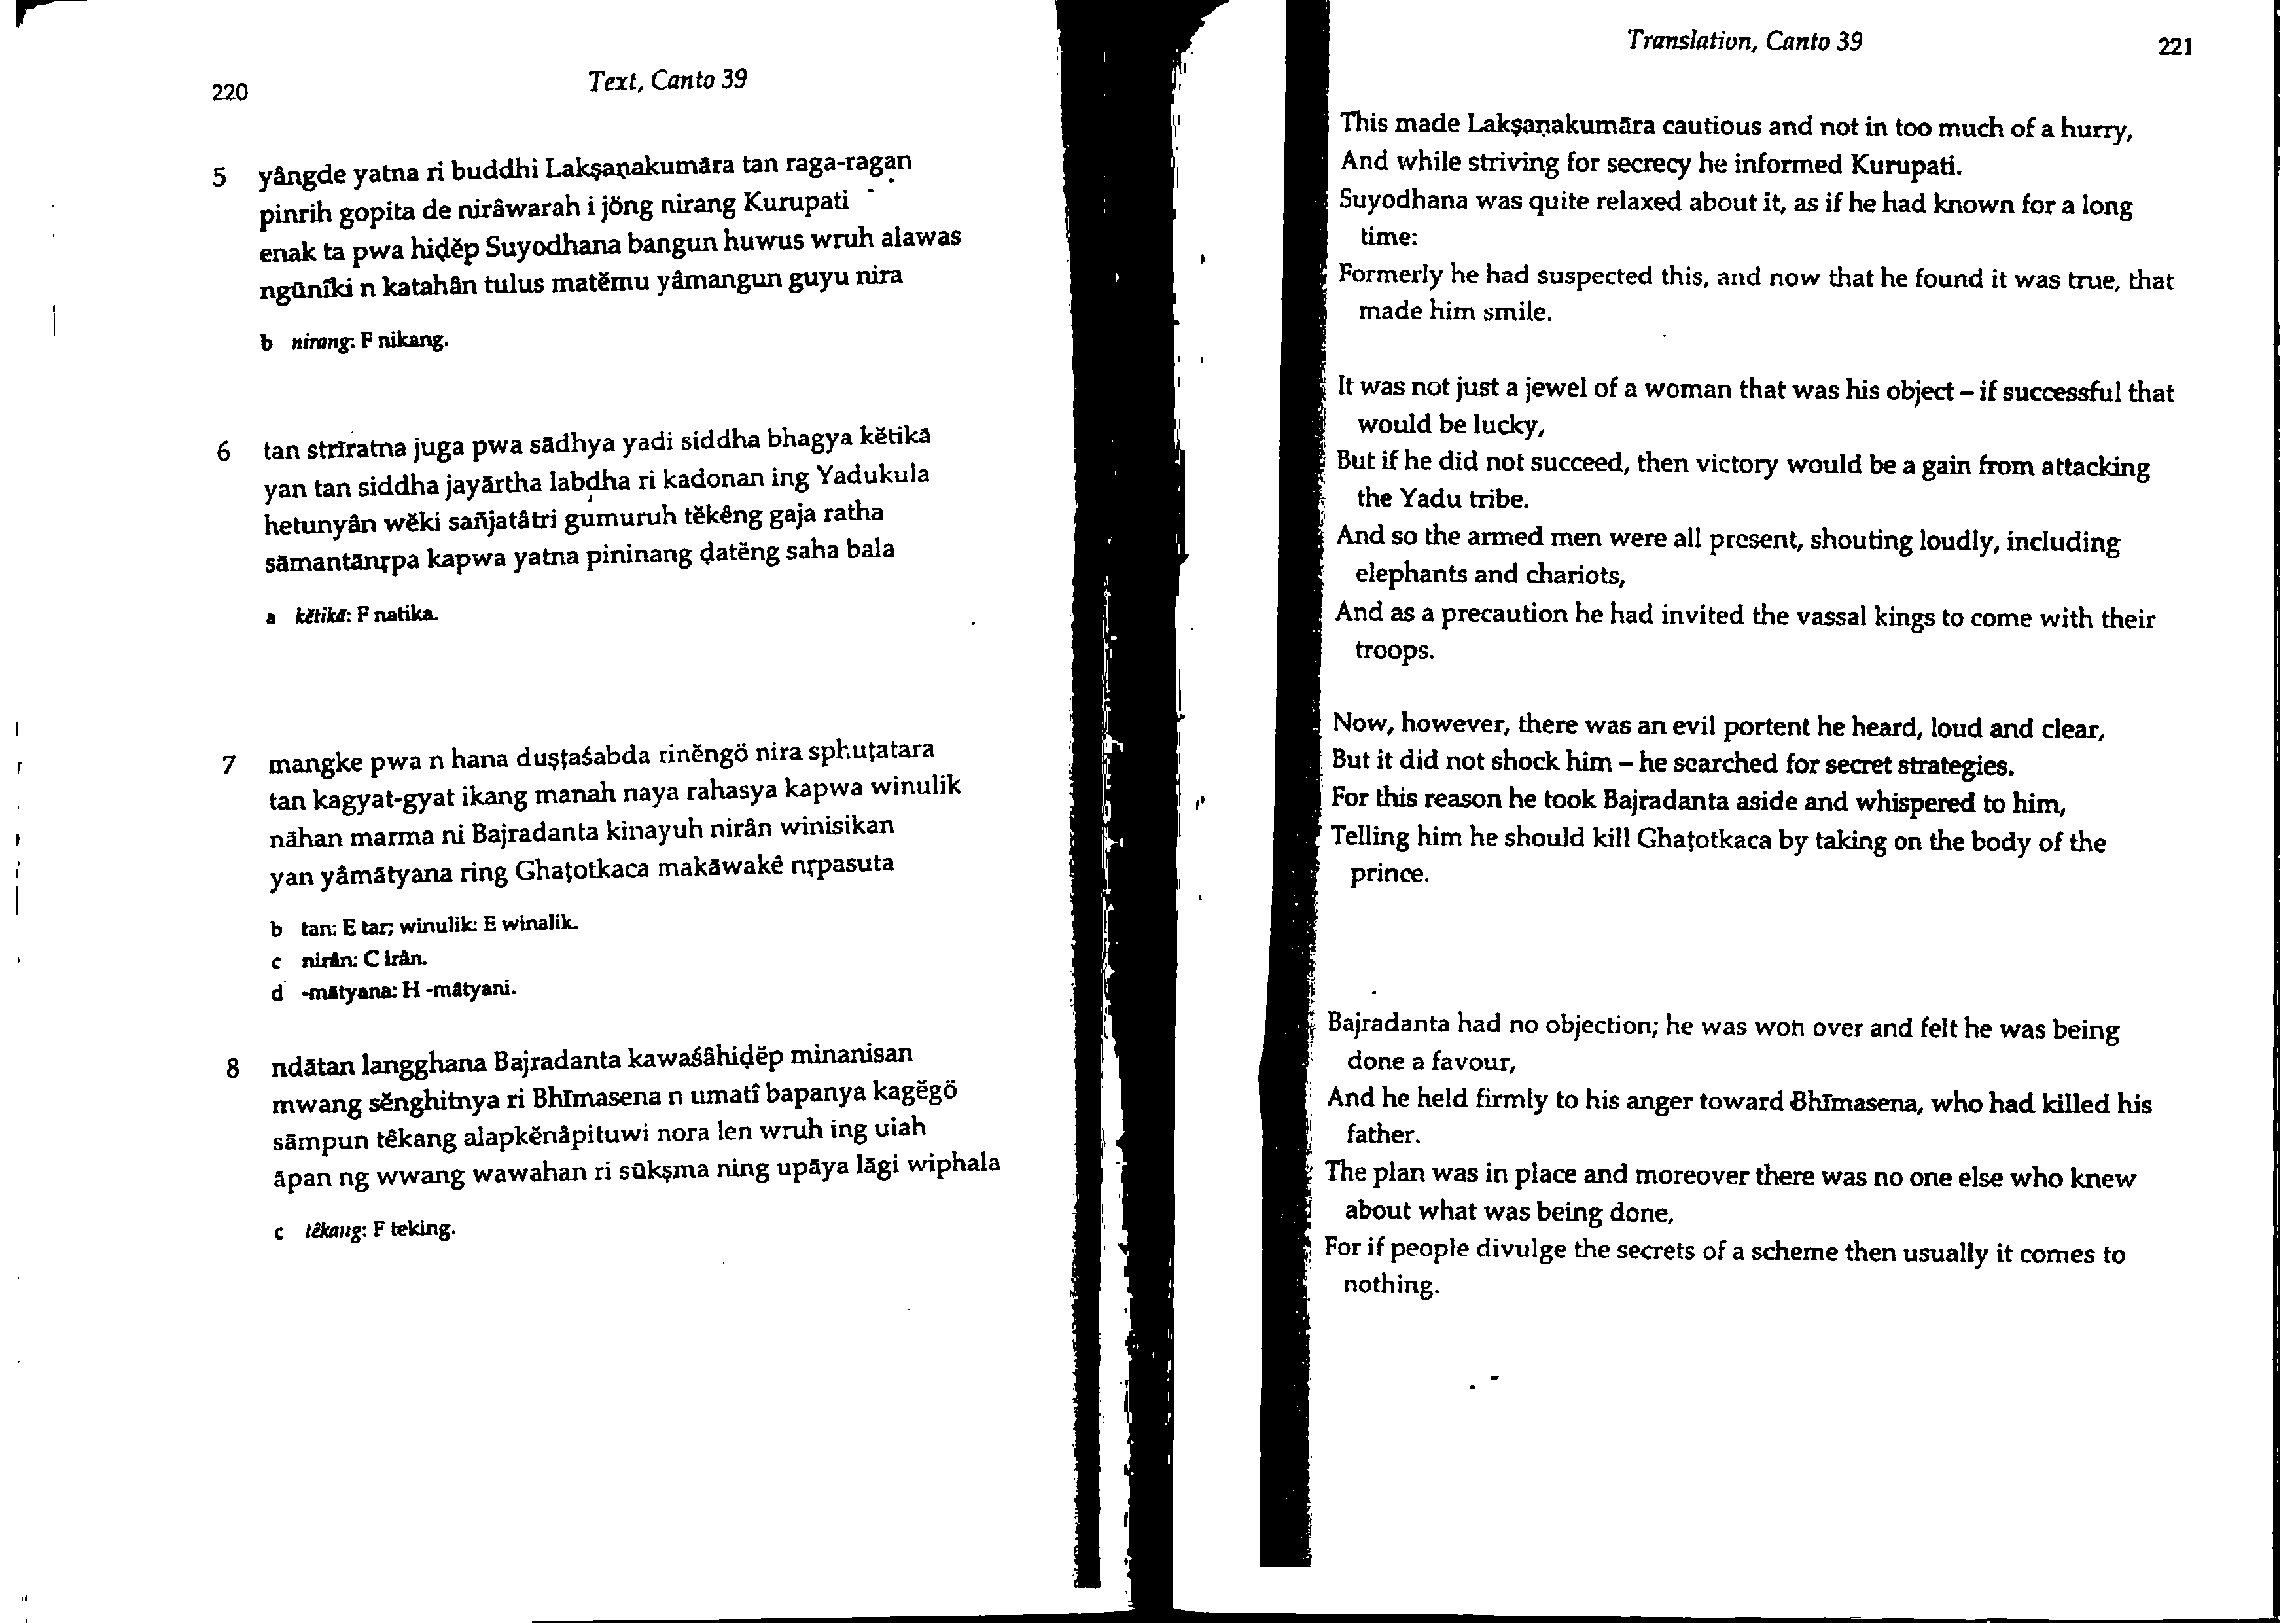 220
Text, Canto 39
5 yângde yatna ri buddhi Lakṣaṇakumāra tan raga-ragan
pinrih gopita de nirâwarah i jöng nirang Kurupati
enak ta pwa hiḍĕp Suyodhana bangun huwus wruh alawas
ngūnîki n katahân tulus matĕmu yâmangun guyu nira
b nirang: F nikang.
6 tan strīratna juga pwa sādhya yadi siddha bhagya kĕtikā
yan tan siddha jayārtha labdha ri kadonan ing Yadukula
hetunyân wĕki sañjatâtri gumuruh tĕkêng gaja ratha
sāmantānṛpa kapwa yatna pininang ḍatĕng saha bala
a kĕtikā: F natika.
7 mangke pwa n hana duṣṭaśabda rinĕngö nira sphuṭatara
tan kagyat-gyat ikang manah naya rahasya kapwa winulik
nāhan marma ni Bajradanta kinayuh nirân winisikan
yan yâmātyana ring Ghaṭotkaca makāwakê nṛpasuta
b tan: E tar; winulik: E winalik.
c nirân: C irân.
d -mātyana: H -mātyani.
8 ndātan langghana Bajradanta kawaśâhiḍĕp minanisan
mwang sĕnghitnya ri Bhīmasena n umatî bapanya kagĕgö
sāmpun têkang alapkĕnâpituwi nora len wruh ing ulah
āpan ng wwang wawahan ri sūkṣma ning upāya lāgi wiphala
c têkang: F teking.
Translation, Canto 39
221
This made Lakṣaṇakumāra cautious and not in too much of a hurry,
And while striving for secrecy he informed Kurupati.
Suyodhana was quite relaxed about it, as if he had known for a long
time:
Formerly he had suspected this, and now that he found it was true, that
made him smile.
It was not just a jewel of a woman that was his object – if successful that
would be lucky,
But if he did not succeed, then victory would be a gain from attacking
the Yadu tribe.
And so the armed men were all present, shouting loudly, including
elephants and chariots,
And as a precaution he had invited the vassal kings to come with their
troops.
Now, however, there was an evil portent he heard, loud and clear,
But it did not shock him – he searched for secret strategies.
For this reason he took Bajradanta aside and whispered to him,
Telling him he should kill Ghaṭotkaca by taking on the body of the
prince.
Bajradanta had no objection; he was won over and felt he was being
done a favour,
And he held firmly to his anger toward Bhīmasena, who had killed his
father.
The plan was in place and moreover there was no one else who knew
about what was being done,
For if people divulge the secrets of a scheme then usually it comes to
nothing.